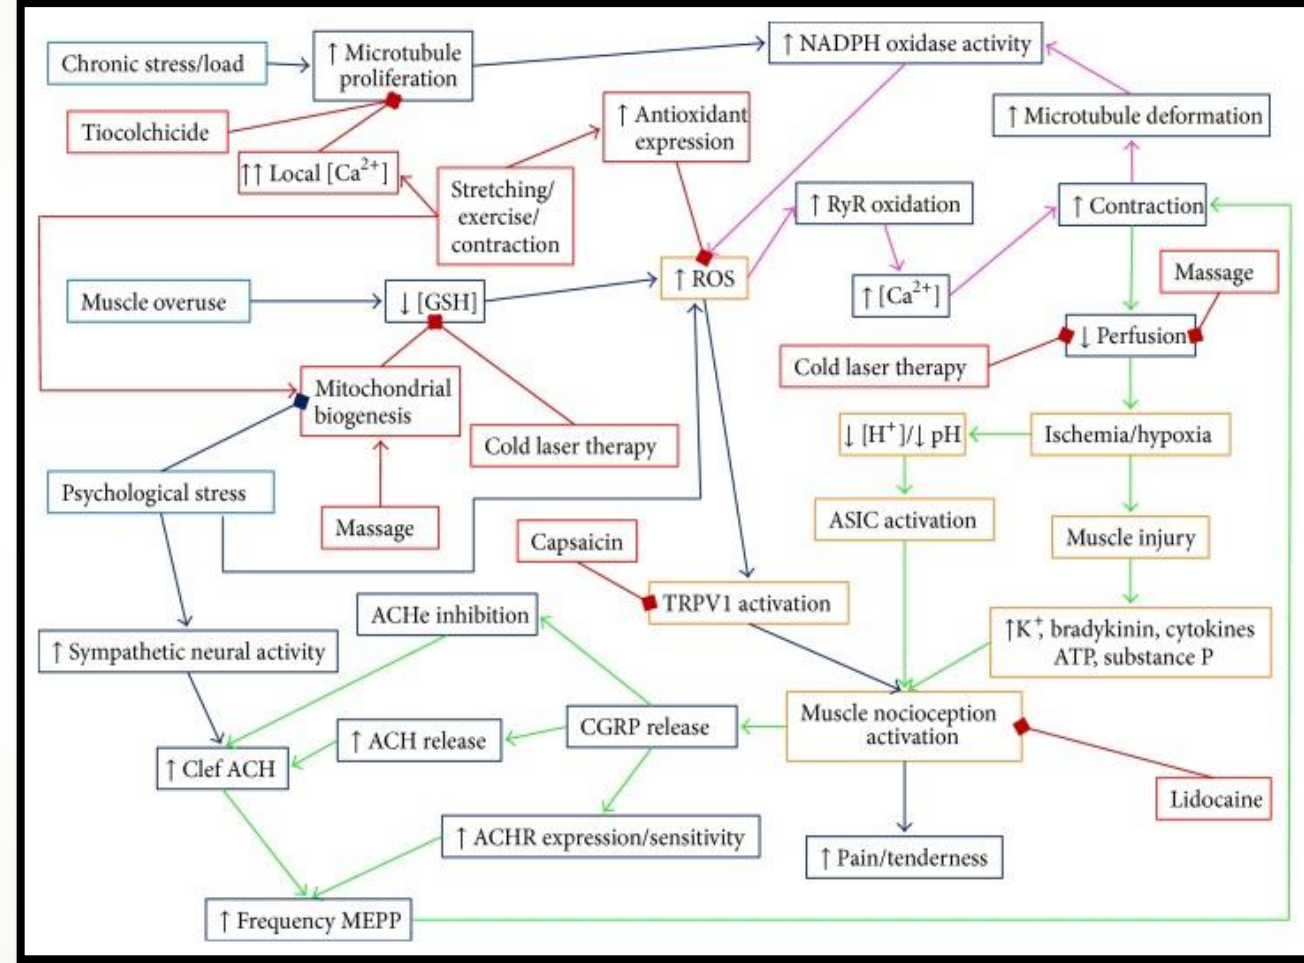 Chronic stress/load
↑ Microtubule
proliferation
↑ NADPH oxidase activity
Tiocolchicide
↑ Antioxidant
expression
↑ Microtubule deformation
↑↑ Local [Ca²⁺]
Stretching/
exercise/
contraction
↑ RyR oxidation
↑ Contraction
Muscle overuse
↓ [GSH]
↑ ROS
↑ [Ca²⁺]
Massage
↓ Perfusion
Cold laser therapy
Mitochondrial
biogenesis
Cold laser therapy
↓ [H⁺]/↓ pH
Ischemia/hypoxia
Psychological stress
Massage
Capsaicin
ASIC activation
Muscle injury
ACHe inhibition
TRPV1 activation
↑K⁺, bradykinin, cytokines
ATP, substance P
↑ Sympathetic neural activity
Muscle nocioception
activation
CGRP release
↑ ACH release
↑ Clef ACH
Lidocaine
↑ ACHR expression/sensitivity
↑ Pain/tenderness
↑ Frequency MEPP